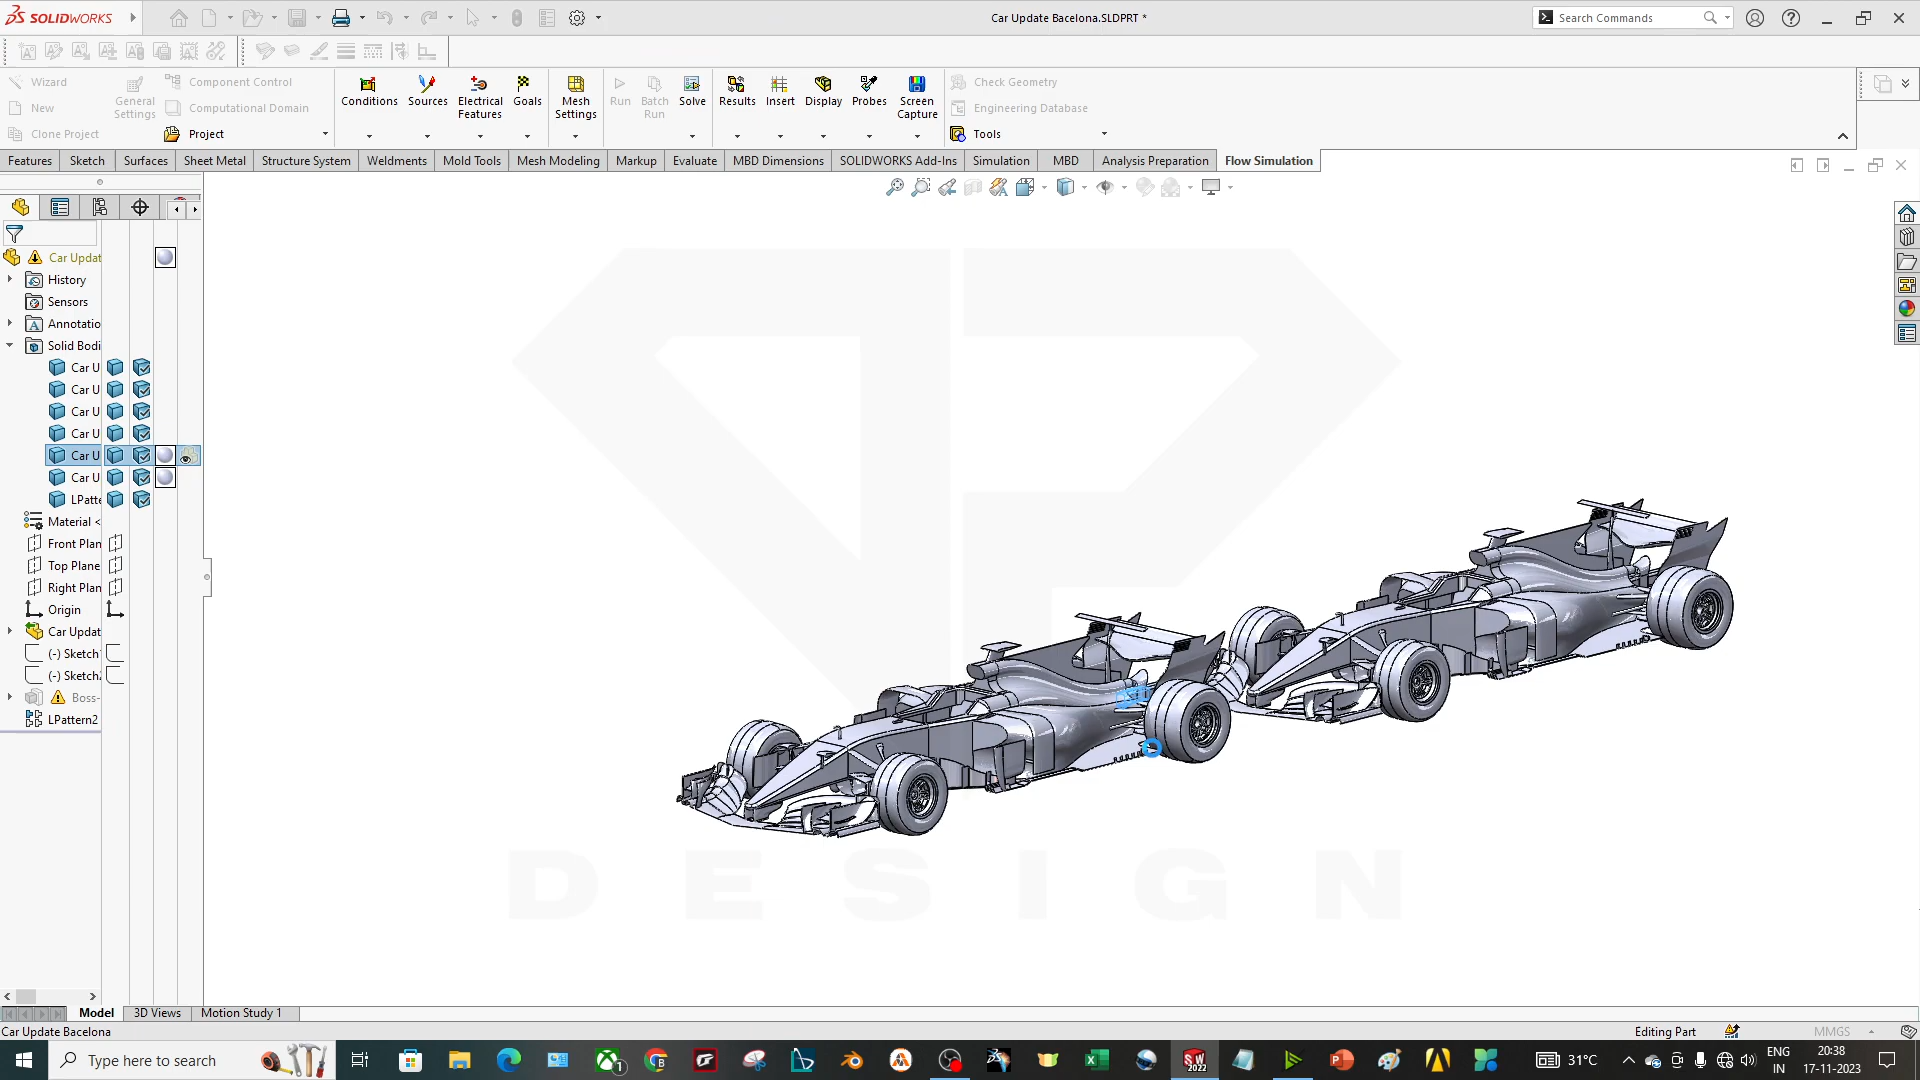 SOLIDWORKS
Car Update Bacelona.SLDPRT *
Search Commands
Wizard
New
Clone Project
General Settings
Component Control
Computational Domain
Project
Conditions
Sources
Electrical Features
Goals
Mesh Settings
Run
Batch Run
Solve
Results
Insert
Display
Probes
Screen Capture
Check Geometry
Engineering Database
Tools
Features
Sketch
Surfaces
Sheet Metal
Structure System
Weldments
Mold Tools
Mesh Modeling
Markup
Evaluate
MBD Dimensions
SOLIDWORKS Add-Ins
Simulation
MBD
Analysis Preparation
Flow Simulation
Car Updat
History
Sensors
Annotatio
Solid Bodi
Car U
Car U
Car U
Car U
Car U
Car U
LPatte
Material <
Front Plan
Top Plane
Right Plan
Origin
Car Updat
(-) Sketch
(-) Sketch
Boss-
LPattern2
DESIGN
Model
3D Views
Motion Study 1
Car Update Bacelona
Editing Part
MMGS
Type here to search
31°C
ENG
IN
20:38
17-11-2023